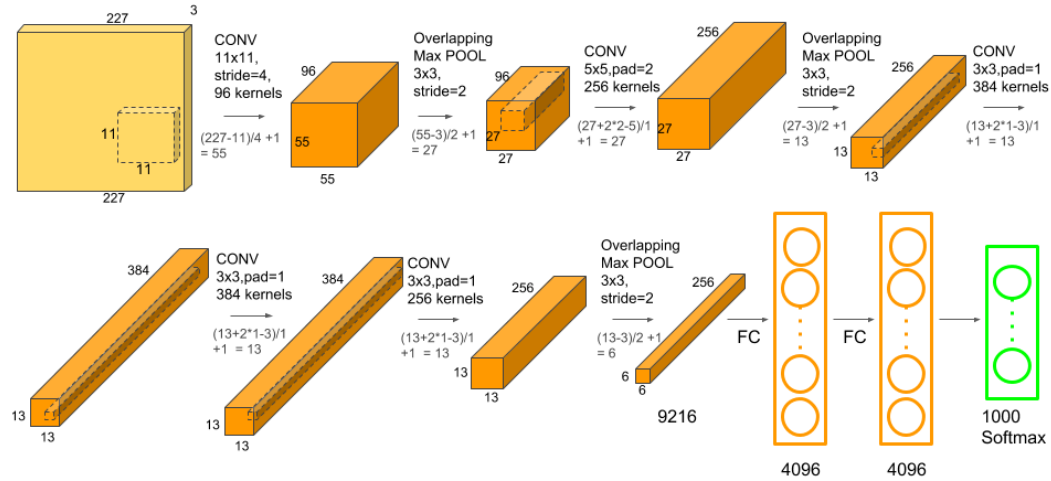 227
3
11
11
227
CONV
11x11,
stride=4,
96 kernels
(227-11)/4 +1
= 55
96
55
55
Overlapping
Max POOL
3x3,
stride=2
(55-3)/2 +1
= 27
96
27
27
CONV
5x5,pad=2
256 kernels
(27+2*2-5)/1
+1 = 27
256
27
27
Overlapping
Max POOL
3x3,
stride=2
(27-3)/2 +1
= 13
256
13
13
CONV
3x3,pad=1
384 kernels
(13+2*1-3)/1
+1 = 13
384
13
13
CONV
3x3,pad=1
384 kernels
(13+2*1-3)/1
+1 = 13
384
13
13
CONV
3x3,pad=1
256 kernels
(13+2*1-3)/1
+1 = 13
256
13
13
Overlapping
Max POOL
3x3,
stride=2
(13-3)/2 +1
= 6
256
6
6
9216
FC
4096
FC
4096
1000
Softmax